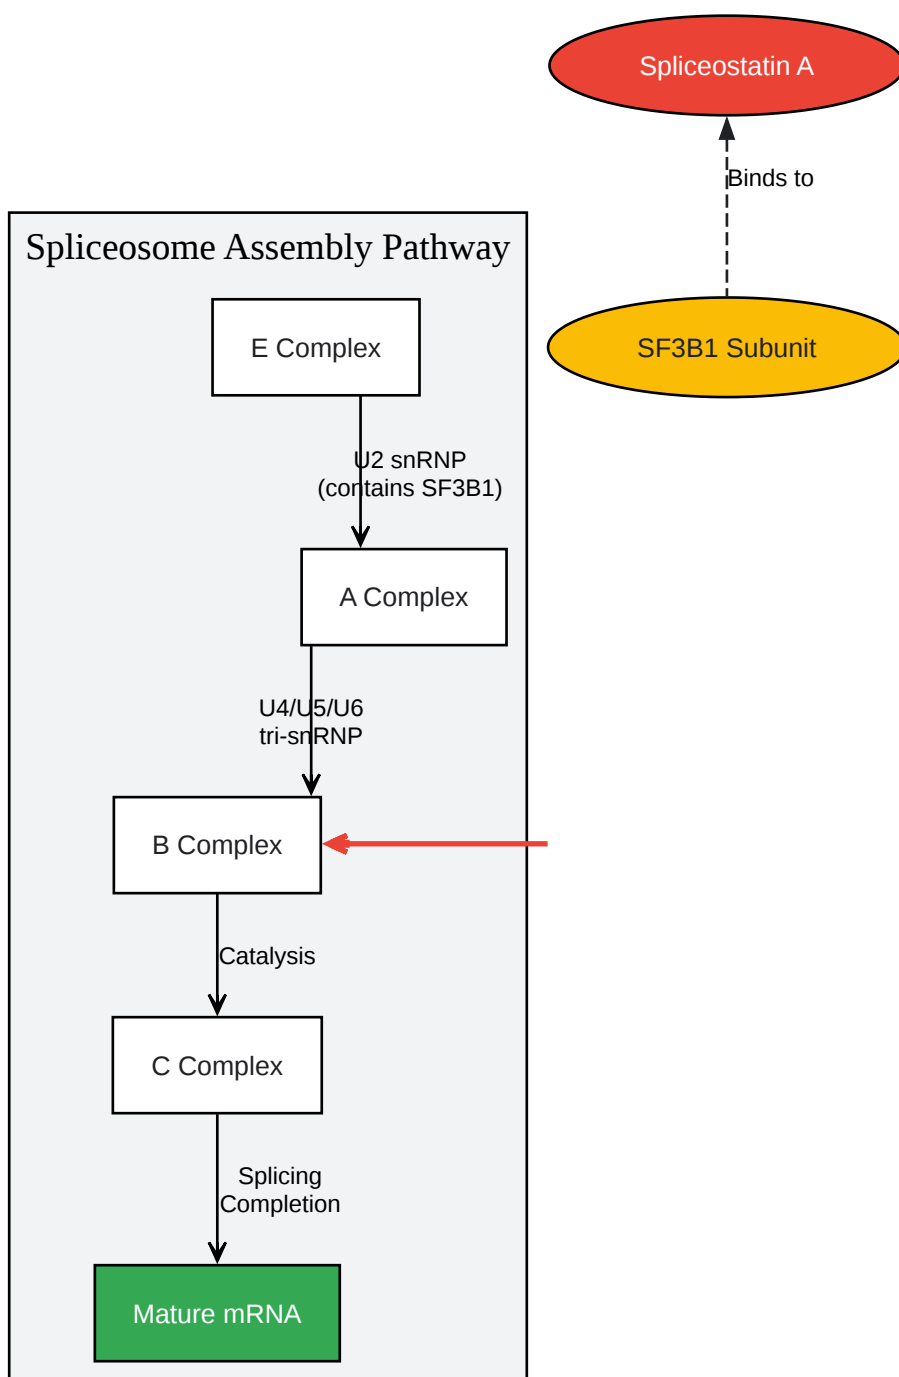 Spliceostatin A
Binds to
SF3B1 Subunit
Spliceosome Assembly Pathway
E Complex
U2 snRNP
(contains SF3B1)
A Complex
U4/U5/U6
tri-snRNP
B Complex
Catalysis
C Complex
Splicing
Completion
Mature mRNA